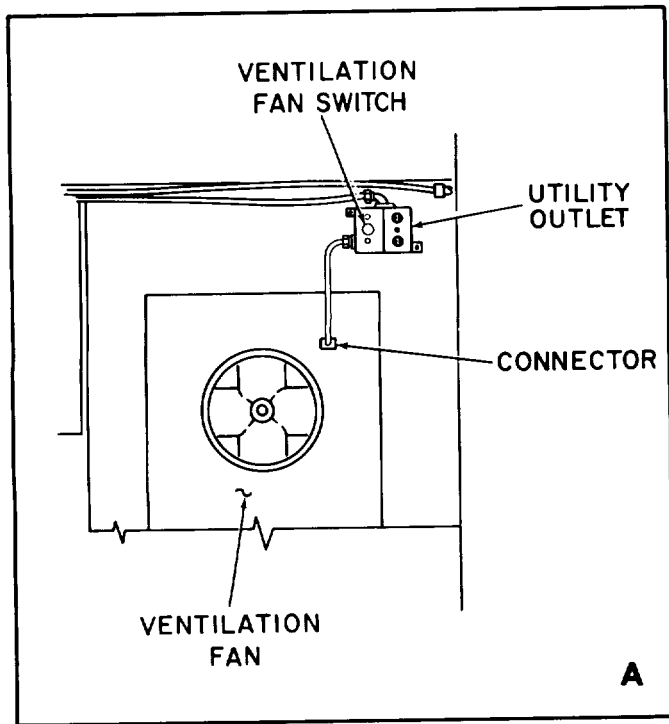 VENTILATION
FAN SWITCH
UTILITY
OUTLET
CONNECTOR
VENTILATION
FAN
A